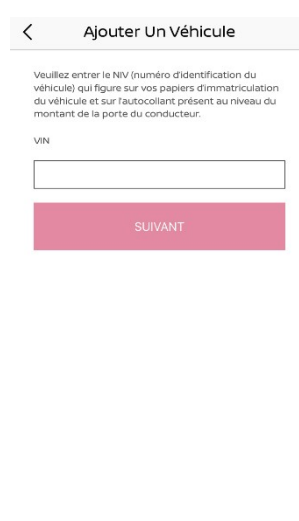 Ajouter Un Véhicule
Veuillez entrer le NIV (numéro d'identification du
véhicule) qui figure sur vos papiers d'immatriculation
du véhicule et sur l'autocollant présent au niveau du
montant de la porte du conducteur.
VIN
SUIVANT